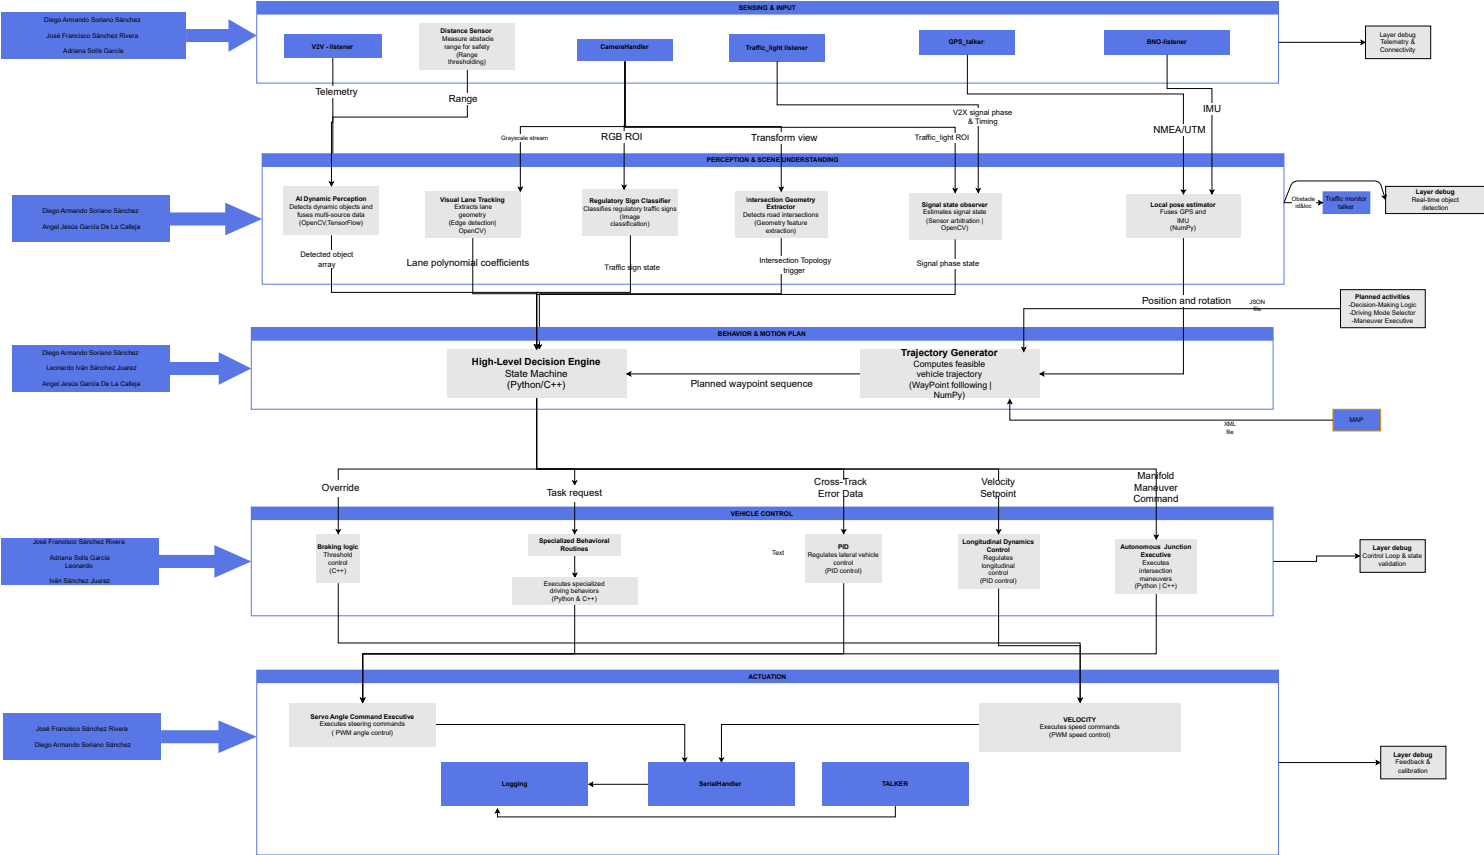 SENSING & INPUT
Diego Armando Soriano Sánchez
José Francisco Sánchez Rivera
Adriana Solís García
V2V - listener
Distance Sensor
Measure abstacle
range for safety
(Range
thresholding)
CameraHandler
Traffic_light listener
GPS_talker:
BNO-listener
Layer debug
Telemetry &
Connectivity
Telemetry
Range
Grayscale stream
RGB ROI
Transform view
Traffic_light ROI
V2X signal phase
& Timing
NMEA/UTM
IMU
PERCEPTION & SCENE UNDERSTANDING
Diego Armando Soriano Sánchez
Angel Jesús García De La Calleja
AI Dynamic Perception
Detects dynamic objects and
fuses multi-source data
(OpenCV,TensorFlow)
Visual Lane Tracking
Extracts lane
geometry
(Edge detection|
OpenCV)
Regulatory Sign Classifier
Classifies regulatory traffic signs
(Image
classification)
Intersection Geometry
Extractor
Detects road intersections
(Geometry feature
extraction)
Signal state observer
Estimates signal state
(Sensor arbitration |
OpenCV)
Local pose estimator
Fuses GPS and
IMU
(NumPy)
Obstacle
id&loc
Traffic monitor
talker
Layer debug
Real-time object
detection
Detected object
array
Lane polynomial coefficients
Traffic sign state
Intersection Topology
trigger
Signal phase state
Position and rotation
JSON
file
Planned activities
-Decision-Making Logic
-Driving Mode Selector
-Maneuver Executive
BEHAVIOR & MOTION PLAN
Diego Armando Soriano Sánchez
Leonardo Iván Sánchez Juarez
Angel Jesús García De La Calleja
High-Level Decision Engine
State Machine
(Python/C++)
Planned waypoint sequence
Trajectory Generator
Computes feasible
vehicle trajectory
(WayPoint folllowing |
NumPy)
XML
file
MAP
Override
Task request
Cross-Track
Error Data
Velocity
Setpoint
Manifold
Maneuver
Command
VEHICLE CONTROL
José Francisco Sánchez Rivera
Adriana Solís García
Leonardo
Iván Sánchez Juarez
Braking logic
Threshold
control
(C++)
Specialized Behavioral
Routines
Executes specialized
driving behaviors
(Python & C++)
Text
PID
Regulates lateral vehicle
control
(PID control)
Longitudinal Dynamics
Control
Regulates
longitudinal
control
(PID control)
Autonomous Junction
Executive
Executes
intersection
maneuvers
(Python | C++)
Layer debug
Control Loop & state
validation
ACTUATION
José Francisco Sánchez Rivera
Diego Armando Soriano Sánchez
Servo Angle Command Executive
Executes steering commands
( PWM angle control)
VELOCITY
Executes speed commands
(PWM speed control)
Logging
SerialHandler
TALKER
Layer debug
Feedback &
calibration